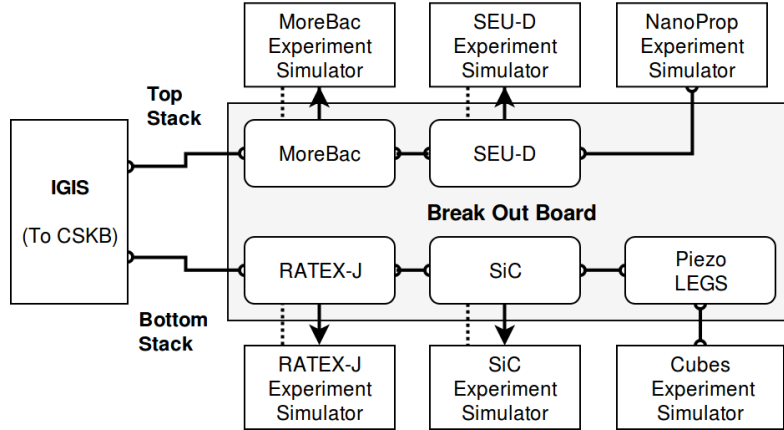 MoreBac
Experiment
Simulator
SEU-D
Experiment
Simulator
NanoProp
Experiment
Simulator
Top
Stack
IGIS
(To CSKB)
MoreBac
SEU-D
Break Out Board
RATEX-J
SiC
Piezo
LEGS
Bottom
Stack
RATEX-J
Experiment
Simulator
SiC
Experiment
Simulator
Cubes
Experiment
Simulator